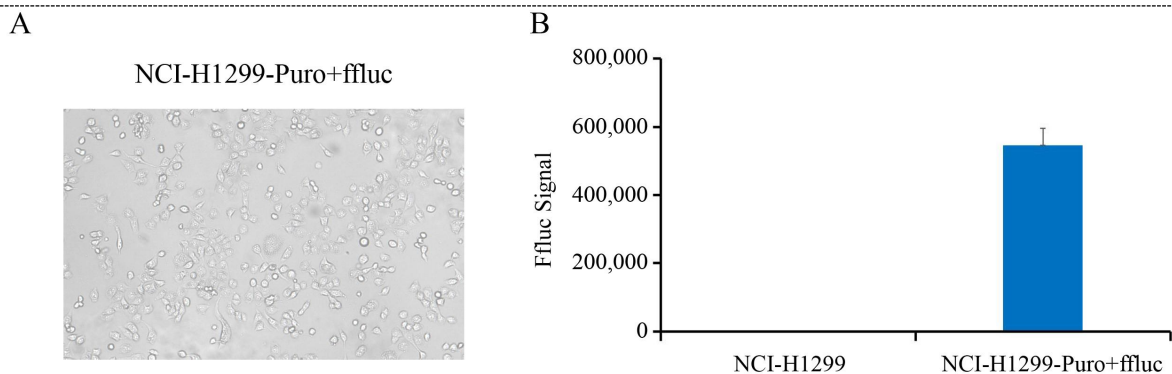 A
NCI-H1299-Puro+ffluc
B
Ffluc Signal
800,000
600,000
400,000
200,000
0
NCI-H1299
NCI-H1299-Puro+ffluc